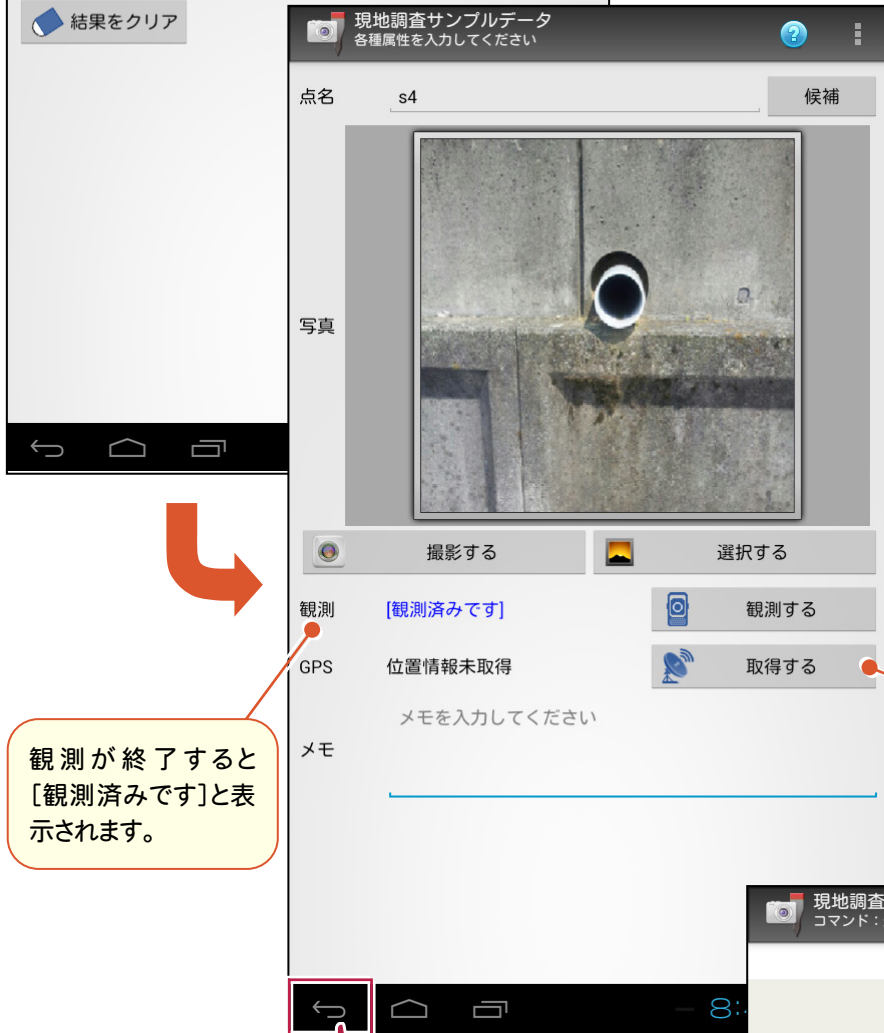 結果をクリア
現地調査サンプルデータ
各種属性を入力してください
点名
s4
候補
写真
撮影する
選択する
観測
[観測済みです]
観測する
GPS
位置情報未取得
取得する
メモを入力してください
メモ
観測が終了すると
[観測済みです]と表
示されます。
現地調査
コマンド：
8: